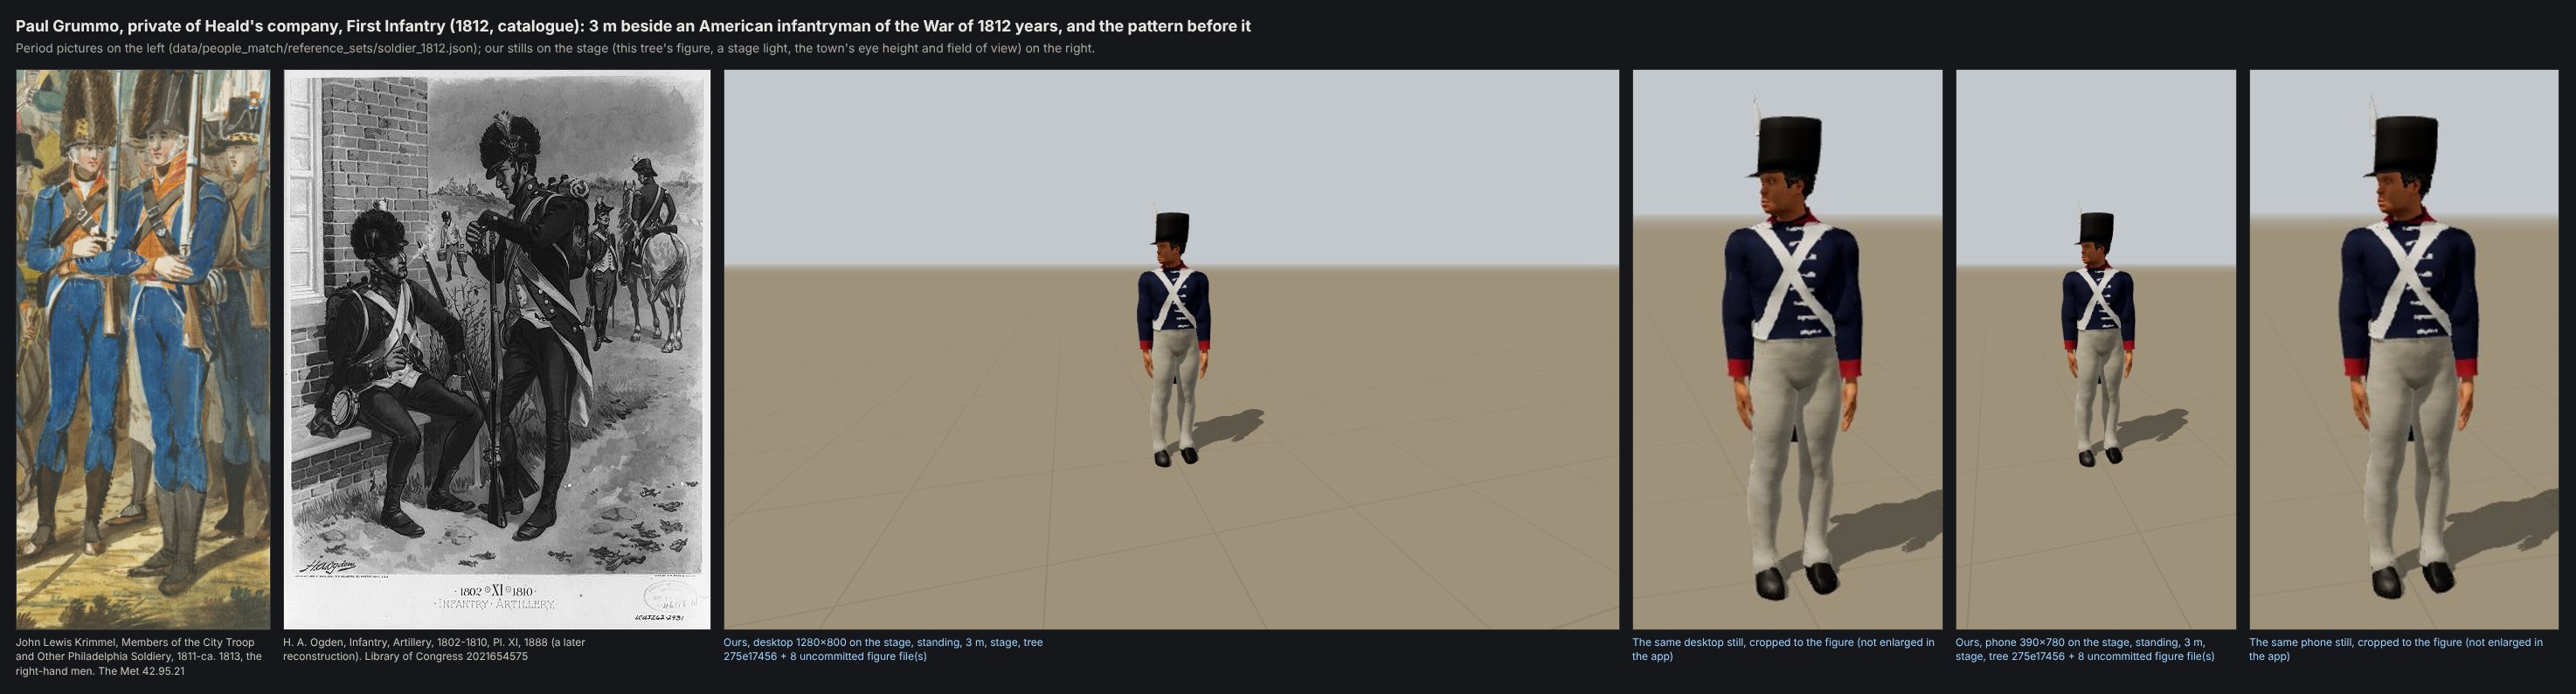 Paul Grummo, private of Heald's company, First Infantry (1812, catalogue): 3 m beside an American infantryman of the War of 1812 years, and the pattern before it
Period pictures on the left (data/people_match/reference_sets/soldier_1812.json); our stills on the stage (this tree's figure, a stage light, the town's eye height and field of view) on the right.
H.A. Ogden
· 1802 XI 1810 ·
· INFANTRY · ARTILLERY.
LCUSZ62-2931
John Lewis Krimmel, Members of the City Troop
and Other Philadelphia Soldiery, 1811-ca. 1813, the
right-hand men. The Met 42.95.21
H. A. Ogden, Infantry, Artillery, 1802-1810, Pl. XI, 1888 (a later
reconstruction). Library of Congress 2021654575
Ours, desktop 1280×800 on the stage, standing, 3 m, stage, tree
275e17456 + 8 uncommitted figure file(s)
The same desktop still, cropped to the figure (not enlarged in
the app)
Ours, phone 390×780 on the stage, standing, 3 m,
stage, tree 275e17456 + 8 uncommitted figure file(s)
The same phone still, cropped to the figure (not enlarged in
the app)